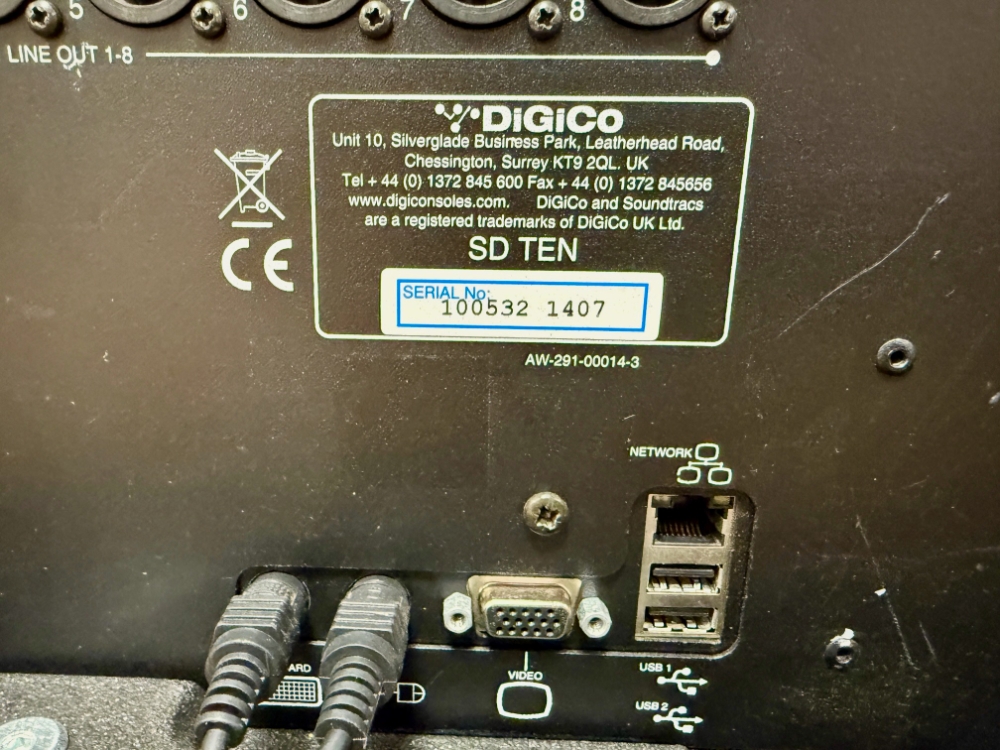 5 6 7 8
LINE OUT 1-8
DiGiCo
Unit 10, Silverglade Business Park, Leatherhead Road,
Chessington, Surrey KT9 2QL. UK
Tel + 44 (0) 1372 845 600 Fax + 44 (0) 1372 845656
www.digiconsoles.com. DiGiCo and Soundtracs
are a registered trademarks of DiGiCo UK Ltd.
SD TEN
CE
SERIAL No:
100532 1407
AW-291-00014-3
NETWORK
ARD
VIDEO
USB 1
USB 2